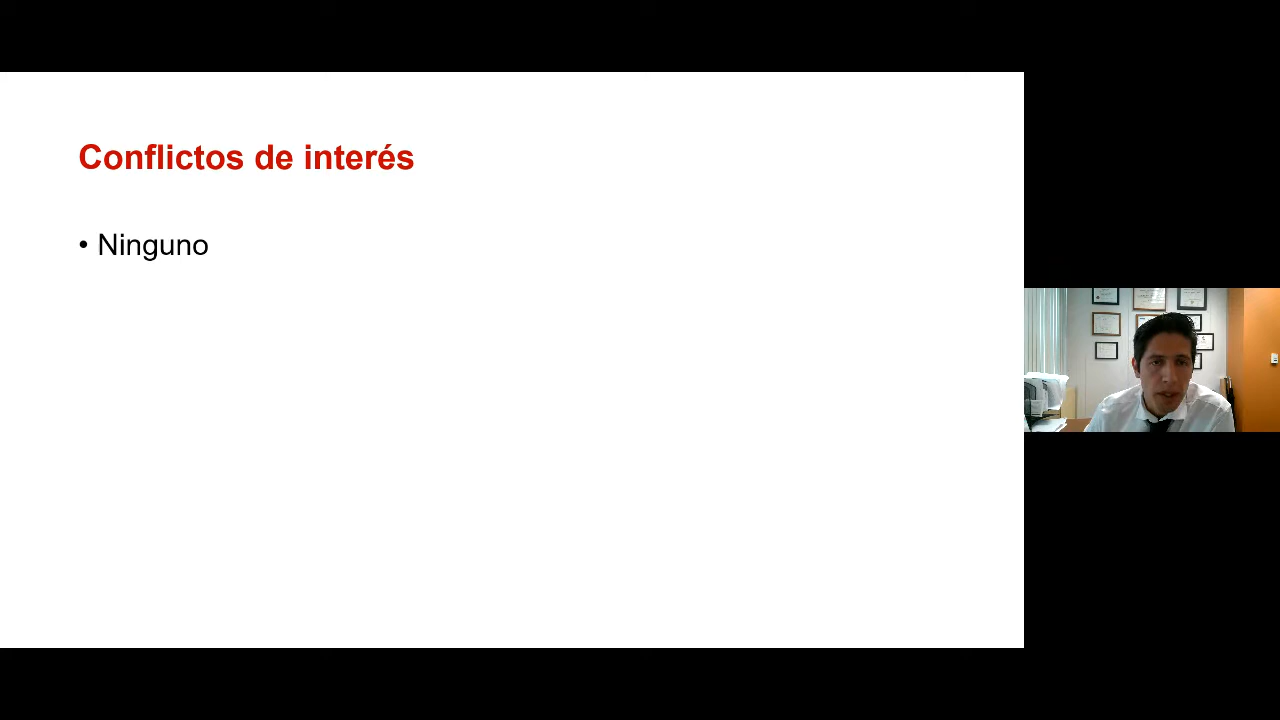 Conflictos de interés
• Ninguno